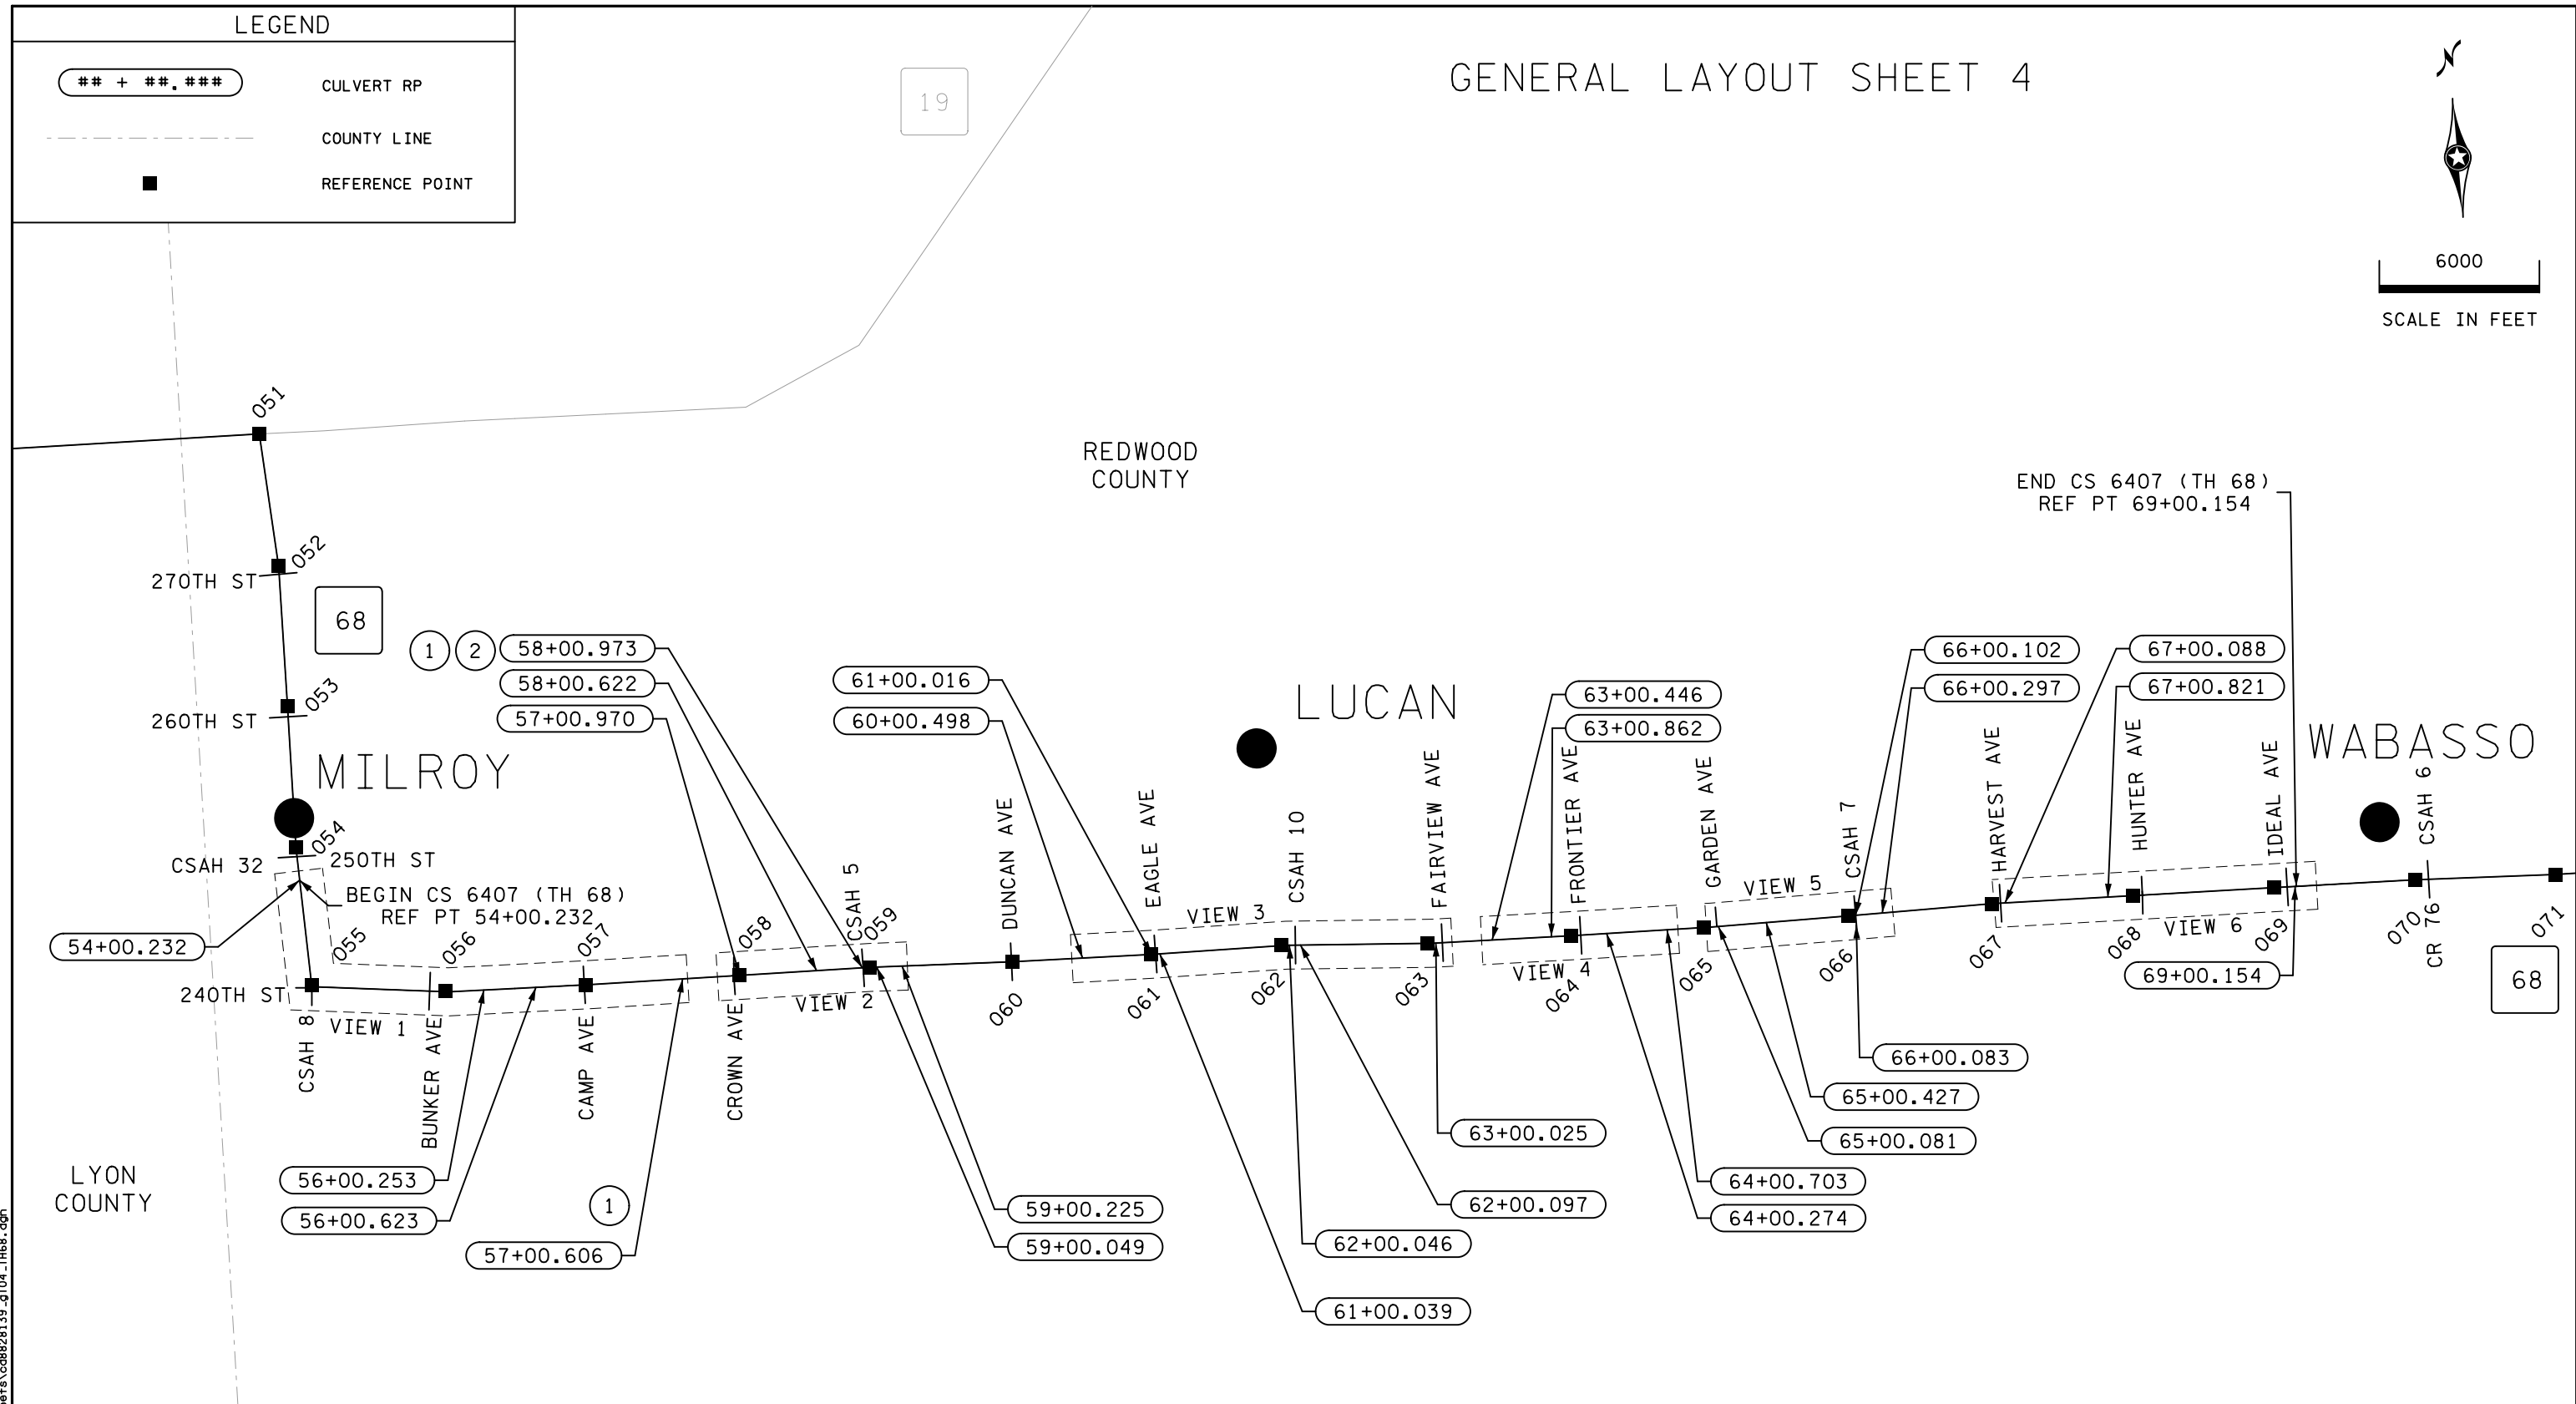 LEGEND
## + ##.###
CULVERT RP
COUNTY LINE
REFERENCE POINT
GENERAL LAYOUT SHEET 4
N
6000
SCALE IN FEET
19
051
052
270TH ST
68
053
260TH ST
MILROY
054
CSAH 32
250TH ST
BEGIN CS 6407 (TH 68)
REF PT 54+00.232
54+00.232
055
056
057
240TH ST
CSAH 8
VIEW 1
BUNKER AVE
CAMP AVE
LYON
COUNTY
56+00.253
56+00.623
1
57+00.606
1
2
58+00.973
58+00.622
57+00.970
058
CSAH 5
059
CROWN AVE
VIEW 2
59+00.225
59+00.049
REDWOOD
COUNTY
61+00.016
60+00.498
DUNCAN AVE
060
EAGLE AVE
061
VIEW 3
LUCAN
CSAH 10
062
FAIRVIEW AVE
063
62+00.046
61+00.039
63+00.025
62+00.097
63+00.446
63+00.862
FRONTIER AVE
VIEW 4
064
GARDEN AVE
065
VIEW 5
CSAH 7
066
66+00.083
65+00.427
65+00.081
64+00.703
64+00.274
66+00.102
66+00.297
67+00.088
67+00.821
END CS 6407 (TH 68)
REF PT 69+00.154
HARVEST AVE
067
HUNTER AVE
068
VIEW 6
IDEAL AVE
069
69+00.154
WABASSO
CSAH 6
070
CR 76
071
68